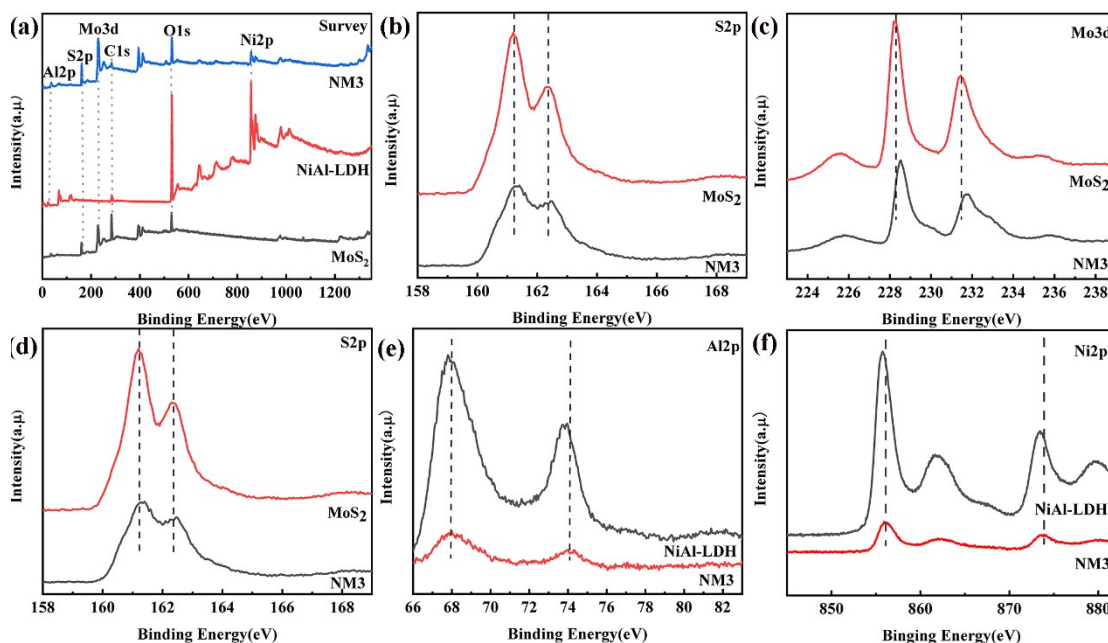 (a)
Survey
Al2p
S2p
Mo3d
C1s
O1s
Ni2p
NM3
NiAl-LDH
MoS2
Intensity(a.μ)
0 200 400 600 800 1000 1200
Binding Energy(eV)
(b)
S2p
MoS2
NM3
Intensity(a.μ)
158 160 162 164 166 168
Binding Energy(eV)
(c)
Mo3d
MoS2
NM3
Intensity(a.μ)
224 226 228 230 232 234 236 238
Binding Energy(eV)
(d)
S2p
MoS2
NM3
Intensity(a.μ)
158 160 162 164 166 168
Binding Energy(eV)
(e)
Al2p
NiAl-LDH
NM3
Intensity(a.μ)
66 68 70 72 74 76 78 80 82
Binding Energy(eV)
(f)
Ni2p
NiAl-LDH
NM3
Intensity(a.μ)
850 860 870 880
Binging Energy(eV)